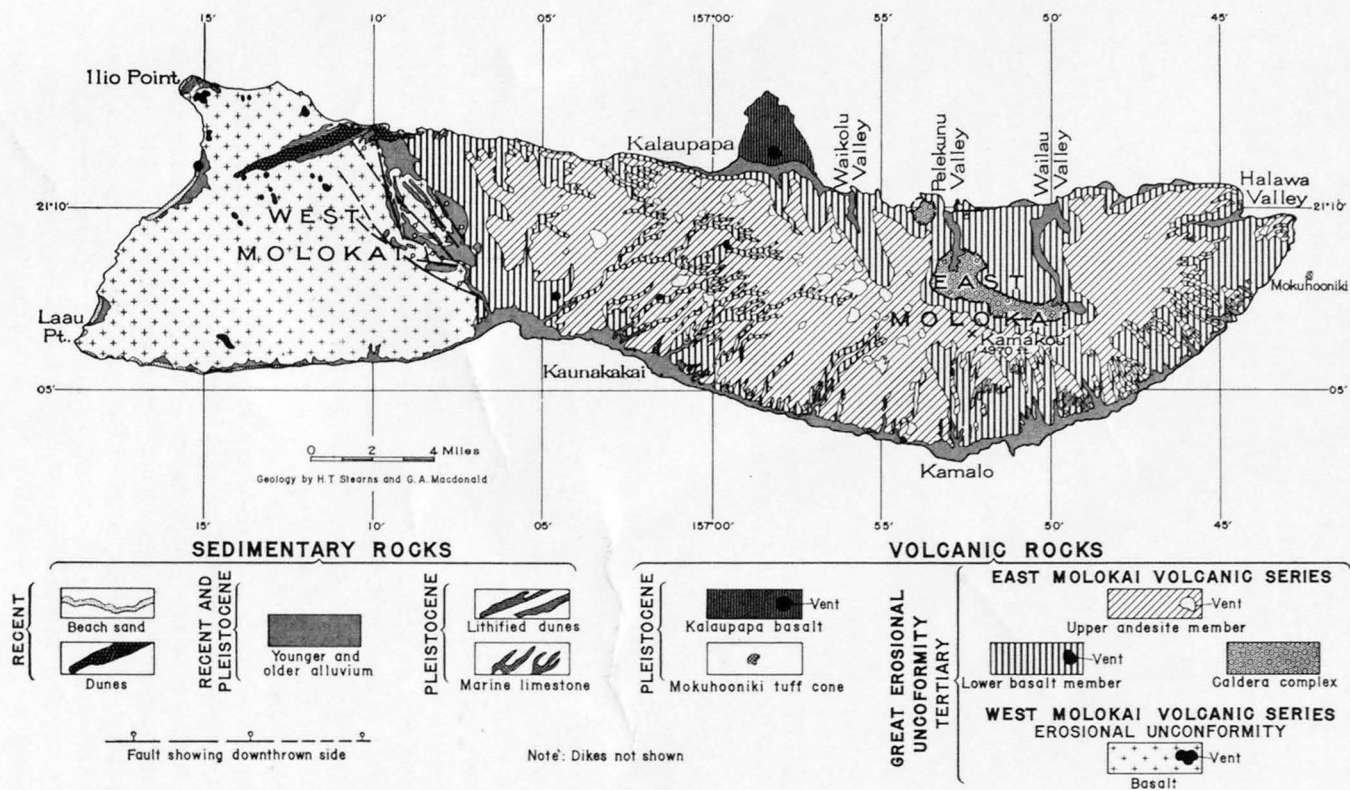 15'
10'
05'
157°00'
55'
50'
45'
Ilio Point
Kalaupapa
Waikolu
Valley
Pelekunu
Valley
Wailau
Valley
Halawa
Valley
21°10'
21°10'
WEST
MOLOKAI
EAST
MOLOKAI
Mokuhooniki
Laau
Pt.
Kamakou
4970 ft.
Kaunakakai
05'
05'
0 2 4 Miles
Geology by H.T Stearns and G.A. Macdonald
Kamalo
15'
10'
05'
157°00'
55'
50'
45'
SEDIMENTARY ROCKS
RECENT
Beach sand
Dunes
RECENT AND
PLEISTOCENE
Younger and
older alluvium
PLEISTOCENE
Lithified dunes
Marine limestone
Fault showing downthrown side
Note: Dikes not shown
VOLCANIC ROCKS
PLEISTOCENE
Vent
Kalaupapa basalt
Mokuhooniki tuff cone
GREAT EROSIONAL
UNCOFORMITY
TERTIARY
EAST MOLOKAI VOLCANIC SERIES
Vent
Upper andesite member
Vent
Lower basalt member
Caldera complex
WEST MOLOKAI VOLCANIC SERIES
EROSIONAL UNCONFORMITY
Vent
Basalt